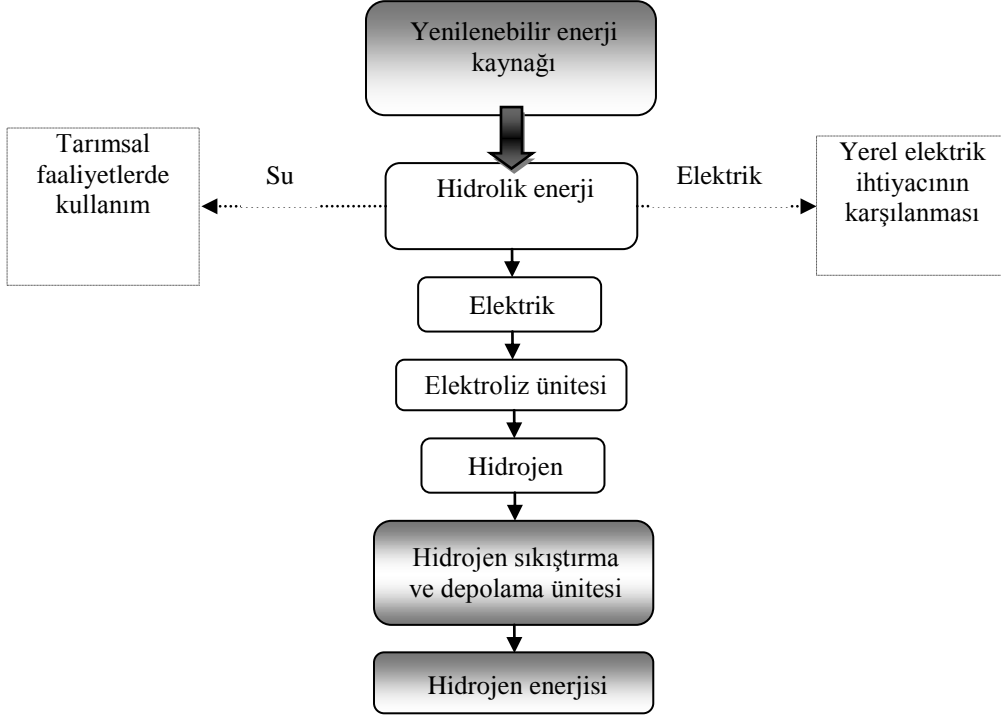 Yenilenebilir enerji
kaynağı
Tarımsal
faaliyetlerde
kullanım
Su
Hidrolik enerji
Elektrik
Yerel elektrik
ihtiyacının
karşılanması
Elektrik
Elektroliz ünitesi
Hidrojen
Hidrojen sıkıştırma
ve depolama ünitesi
Hidrojen enerjisi